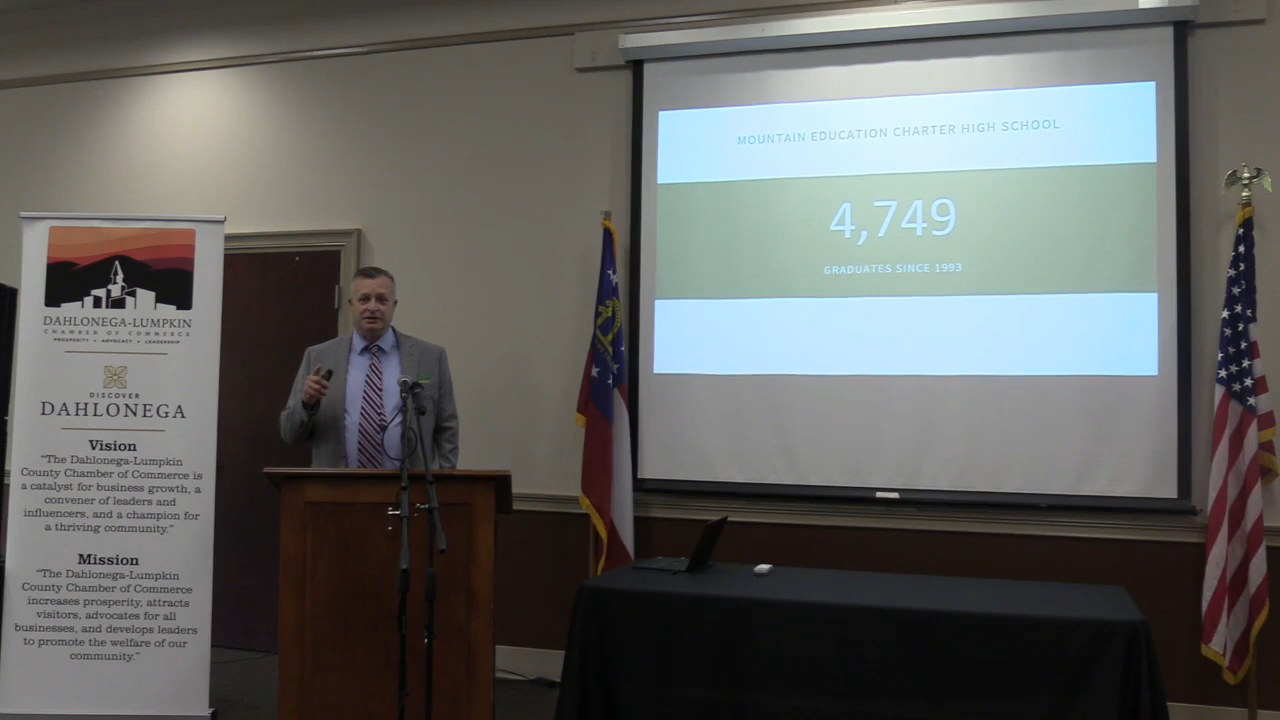 DAHLONEGA-LUMPKIN
CHAMBER OF COMMERCE
PROSPERITY • ADVOCACY • LEADERSHIP
DISCOVER
DAHLONEGA
Vision
“The Dahlonega-Lumpkin
County Chamber of Commerce is
a catalyst for business growth, a
convener of leaders and
influencers, and a champion for
a thriving community.”
Mission
“The Dahlonega-Lumpkin
County Chamber of Commerce
increases prosperity, attracts
visitors, advocates for all
businesses, and develops leaders
to promote the welfare of our
community.”
MOUNTAIN EDUCATION CHARTER HIGH SCHOOL
4,749
GRADUATES SINCE 1993